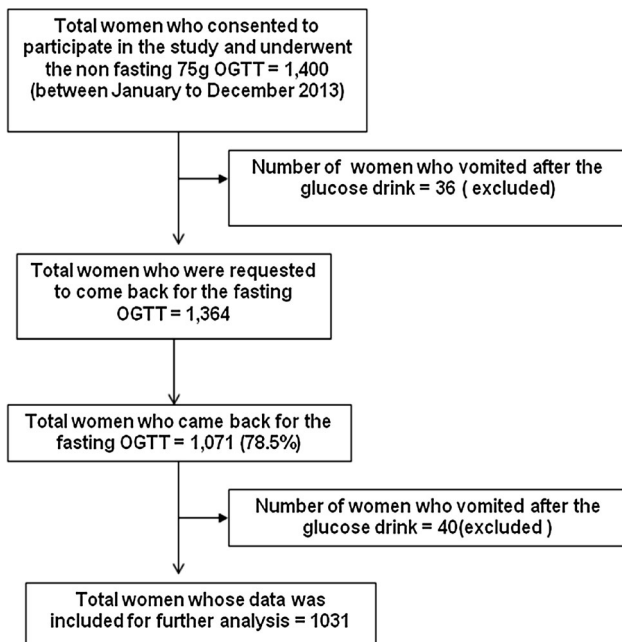 Total women who consented to
participate in the study and underwent
the non fasting 75g OGTT = 1,400
(between January to December 2013)
Number of women who vomited after the
glucose drink = 36 ( excluded)
Total women who were requested
to come back for the fasting
OGTT = 1,364
Total women who came back for the
fasting OGTT = 1,071 (78.5%)
Number of women who vomited after the
glucose drink = 40(excluded )
Total women whose data was
included for further analysis = 1031